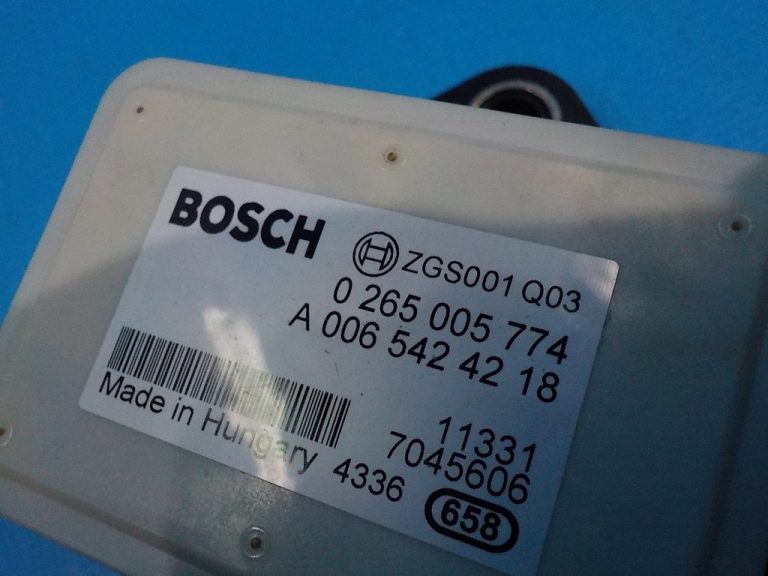 BOSCH ZGS001 Q03
0 265 005 774
A 006 542 42 18
11331
7045606
Made in Hungary 4336 658